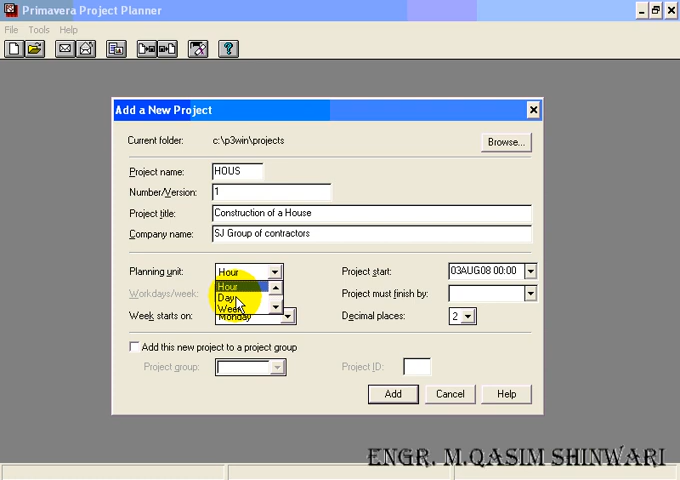 Primavera Project Planner
File Tools Help
Add a New Project
Current folder: c:\p3win\projects Browse...
Project name: HOUS
Number/Version: 1
Project title: Construction of a House
Company name: SJ Group of contractors
Planning unit: Hour Project start: 03AUG08 00:00
Hour
Workdays/week: Day Project must finish by:
Week
Week starts on: Monday Decimal places: 2
Add this new project to a project group
Project group: Project ID:
Add Cancel Help
ENGR. M.QASIM SHINWARI